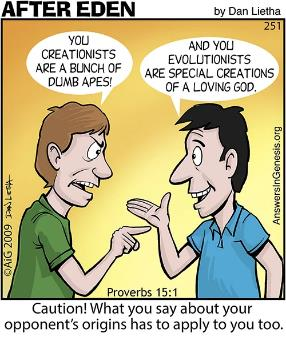 AFTER EDEN
by Dan Lietha
251
YOU
CREATIONISTS
ARE A BUNCH OF
DUMB APES!
AND YOU
EVOLUTIONISTS
ARE SPECIAL CREATIONS
OF A LOVING GOD.
AnswersInGenesis.org
©AiG 2009 DAN LIETHA
Proverbs 15:1
Caution! What you say about your
opponent's origins has to apply to you too.